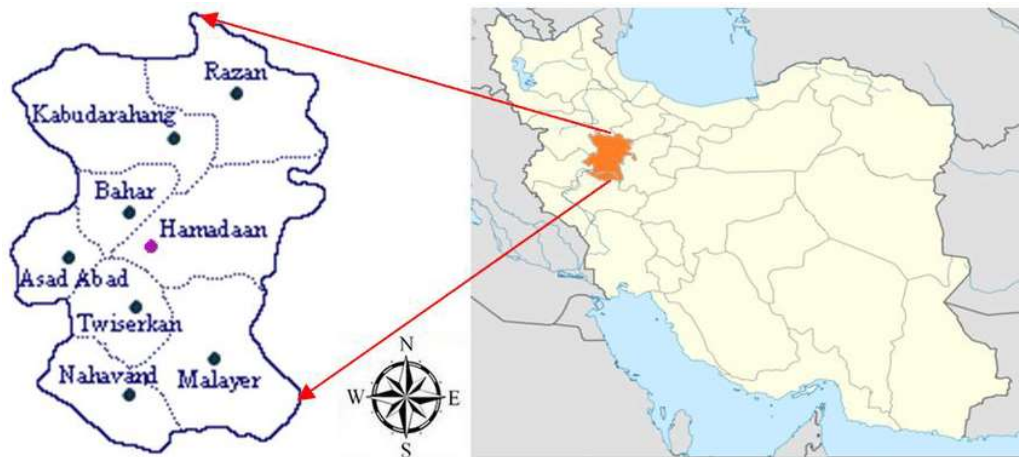 Razan
Kabudarahang
Bahar
Hamadaan
Asad Abad
Twiserkan
Nahavand
Malayer
N
W
E
S